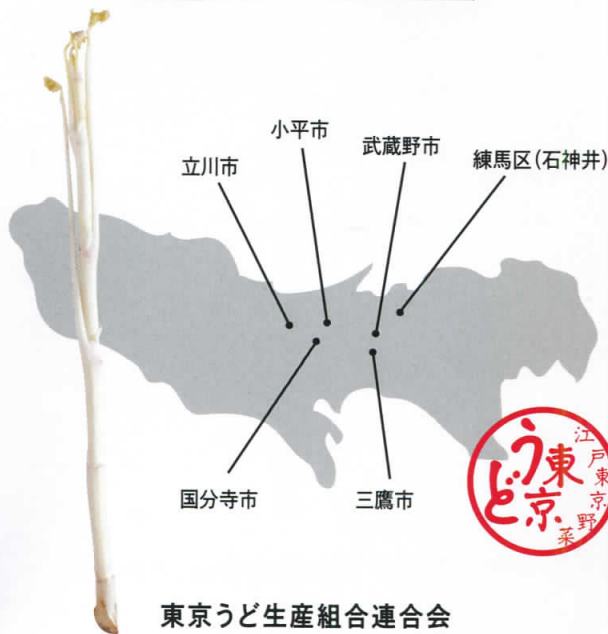 小平市
武蔵野市
立川市
練馬区(石神井)
国分寺市
三鷹市
東京うど
江戸東京野菜
東京うど生産組合連合会